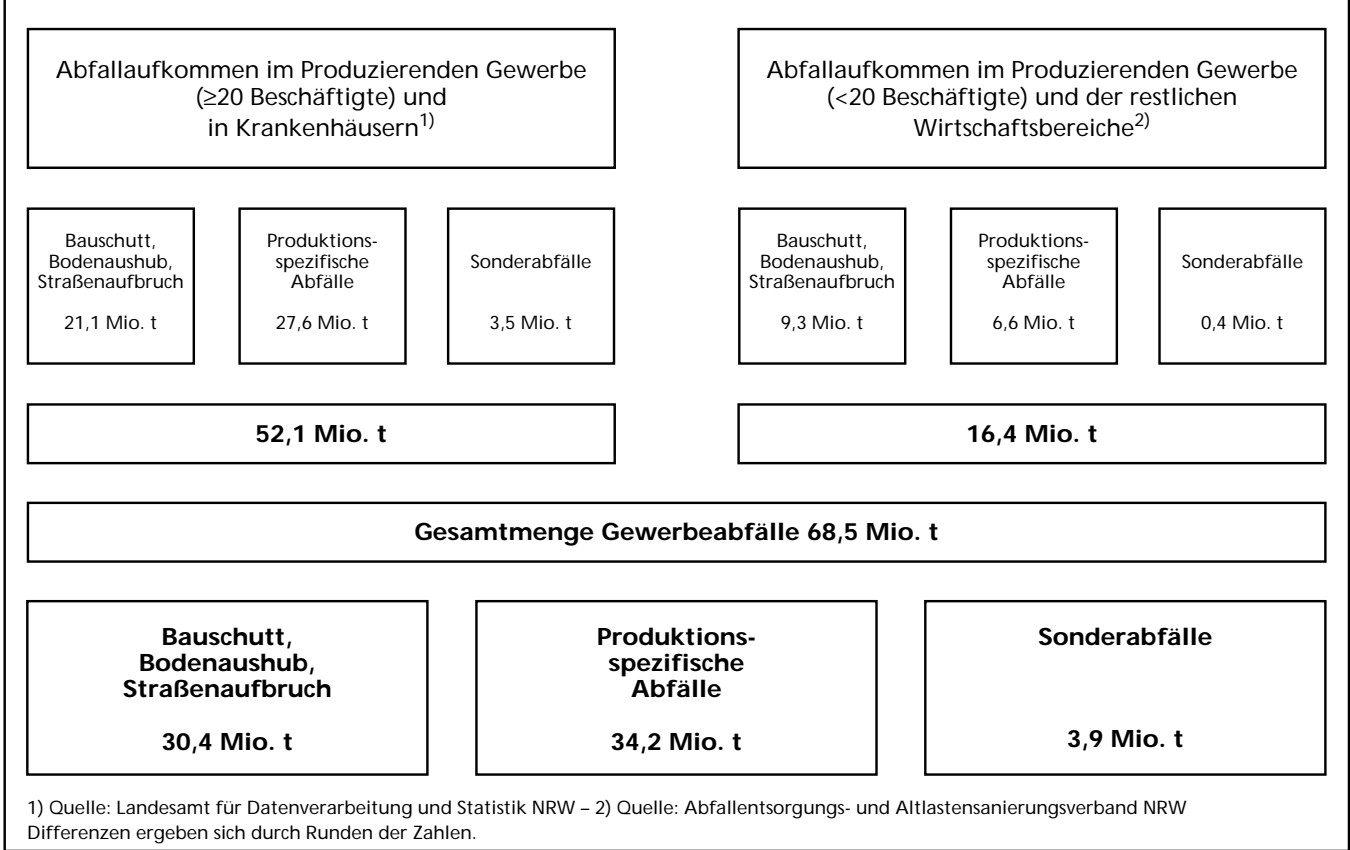 Abfallaufkommen im Produzierenden Gewerbe
(≥20 Beschäftigte) und
in Krankenhäusern1)
Abfallaufkommen im Produzierenden Gewerbe
(<20 Beschäftigte) und der restlichen
Wirtschaftsbereiche2)
Bauschutt,
Bodenaushub,
Straßenaufbruch
21,1 Mio. t
Produktions-
spezifische
Abfälle
27,6 Mio. t
Sonderabfälle
3,5 Mio. t
Bauschutt,
Bodenaushub,
Straßenaufbruch
9,3 Mio. t
Produktions-
spezifische
Abfälle
6,6 Mio. t
Sonderabfälle
0,4 Mio. t
52,1 Mio. t
16,4 Mio. t
Gesamtmenge Gewerbeabfälle 68,5 Mio. t
Bauschutt,
Bodenaushub,
Straßenaufbruch
30,4 Mio. t
Produktions-
spezifische
Abfälle
34,2 Mio. t
Sonderabfälle
3,9 Mio. t
1) Quelle: Landesamt für Datenverarbeitung und Statistik NRW – 2) Quelle: Abfallentsorgungs- und Altlastensanierungsverband NRW
Differenzen ergeben sich durch Runden der Zahlen.